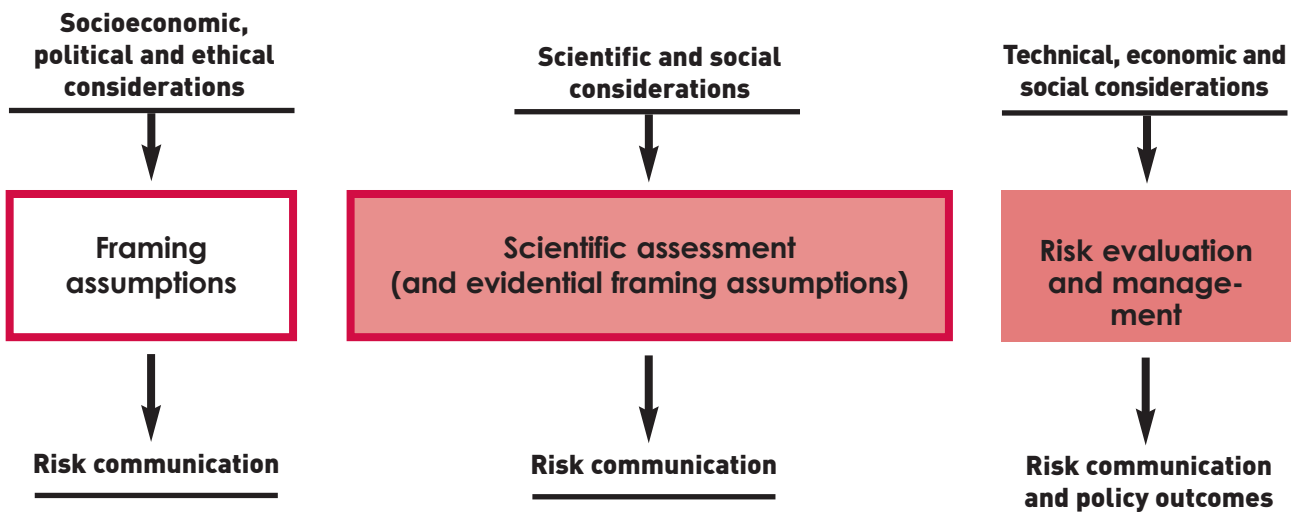 Socioeconomic,
political and ethical
considerations
Scientific and social
considerations
Technical, economic and
social considerations
Framing
assumptions
Scientific assessment
(and evidential framing assumptions)
Risk evaluation
and manage-
ment
Risk communication
Risk communication
Risk communication
and policy outcomes